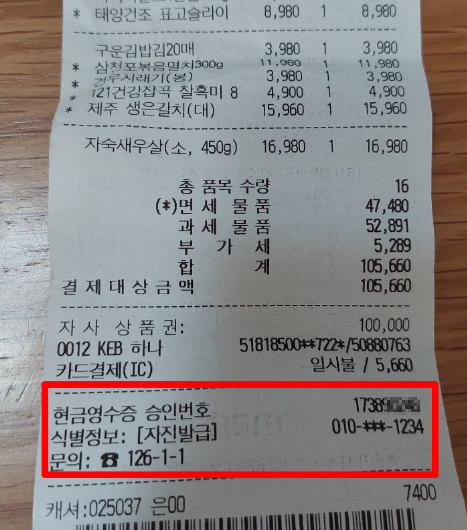 * 태양건조 표고슬라이 8,980 1 8,980
구운김밥김20매 3,980 1 3,980
* 삼천포볶음멸치300g 11,980 1 11,980
* 건우시래기(봉) 3,980 1 3,980
* 121건강잡곡 찰흑미 8 4,900 1 4,900
* 제주 생은갈치(대) 15,960 1 15,960
자숙새우살(소, 450g) 16,980 1 16,980
총 품목 수량 16
(*)면 세 물 품 47,480
과 세 물 품 52,891
부 가 세 5,289
합 계 105,660
결 제 대 상 금 액 105,660
자 사 상 품 권: 100,000
0012 KEB 하나 51818500**722*/50880763
카드결제(IC) 일시불 / 5,660
현금영수증 승인번호 17389
식별정보: [자진발급] 010-***-1234
문의: ☎ 126-1-1
캐셔:025037 은00 7400